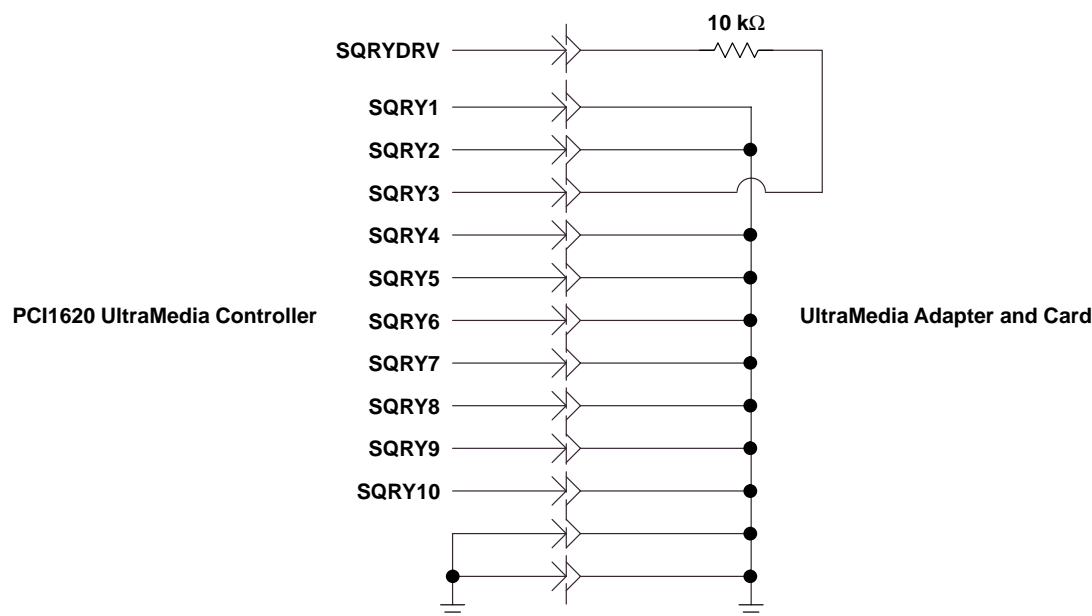 10 kΩ
SQRYDRV
SQRY1
SQRY2
SQRY3
SQRY4
SQRY5
PCI1620 UltraMedia Controller
SQRY6
UltraMedia Adapter and Card
SQRY7
SQRY8
SQRY9
SQRY10